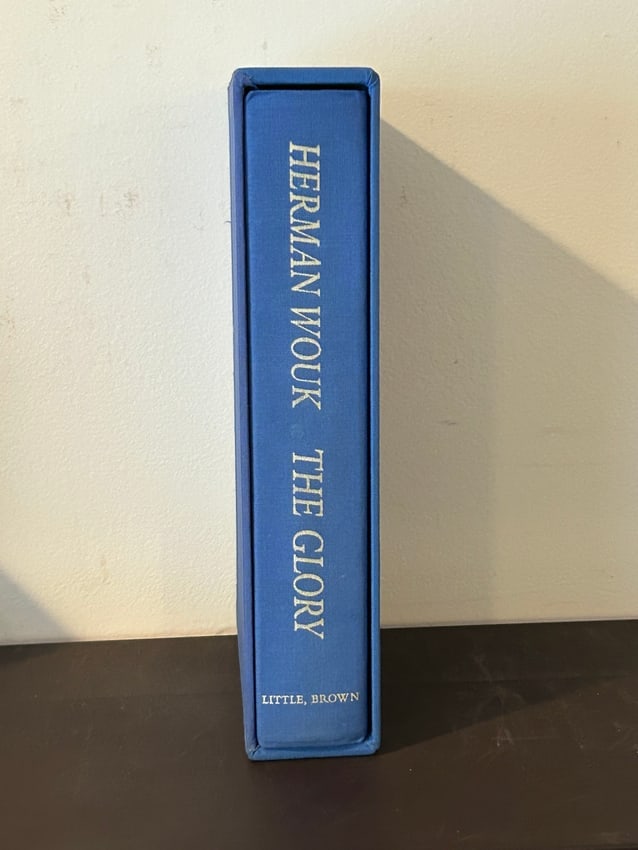 HERMAN WOUK THE GLORY
LITTLE, BROWN